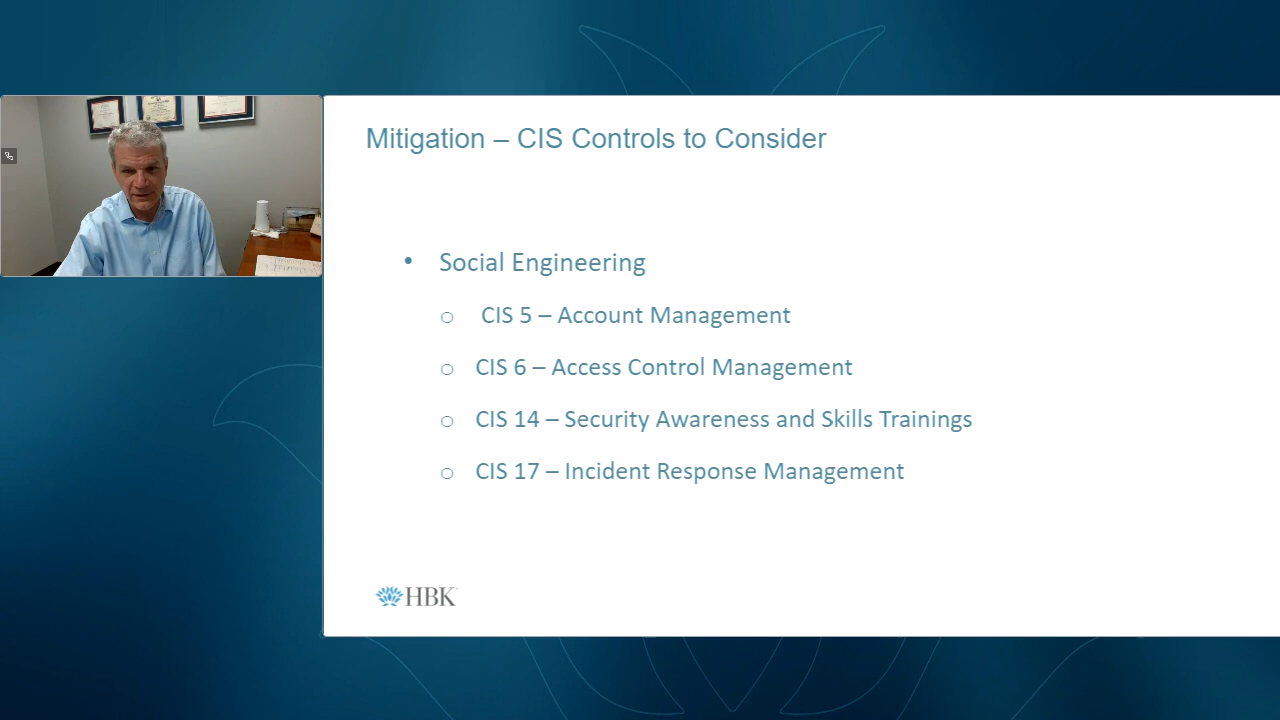 Mitigation – CIS Controls to Consider
• Social Engineering
o CIS 5 – Account Management
o CIS 6 – Access Control Management
o CIS 14 – Security Awareness and Skills Trainings
o CIS 17 – Incident Response Management
HBK